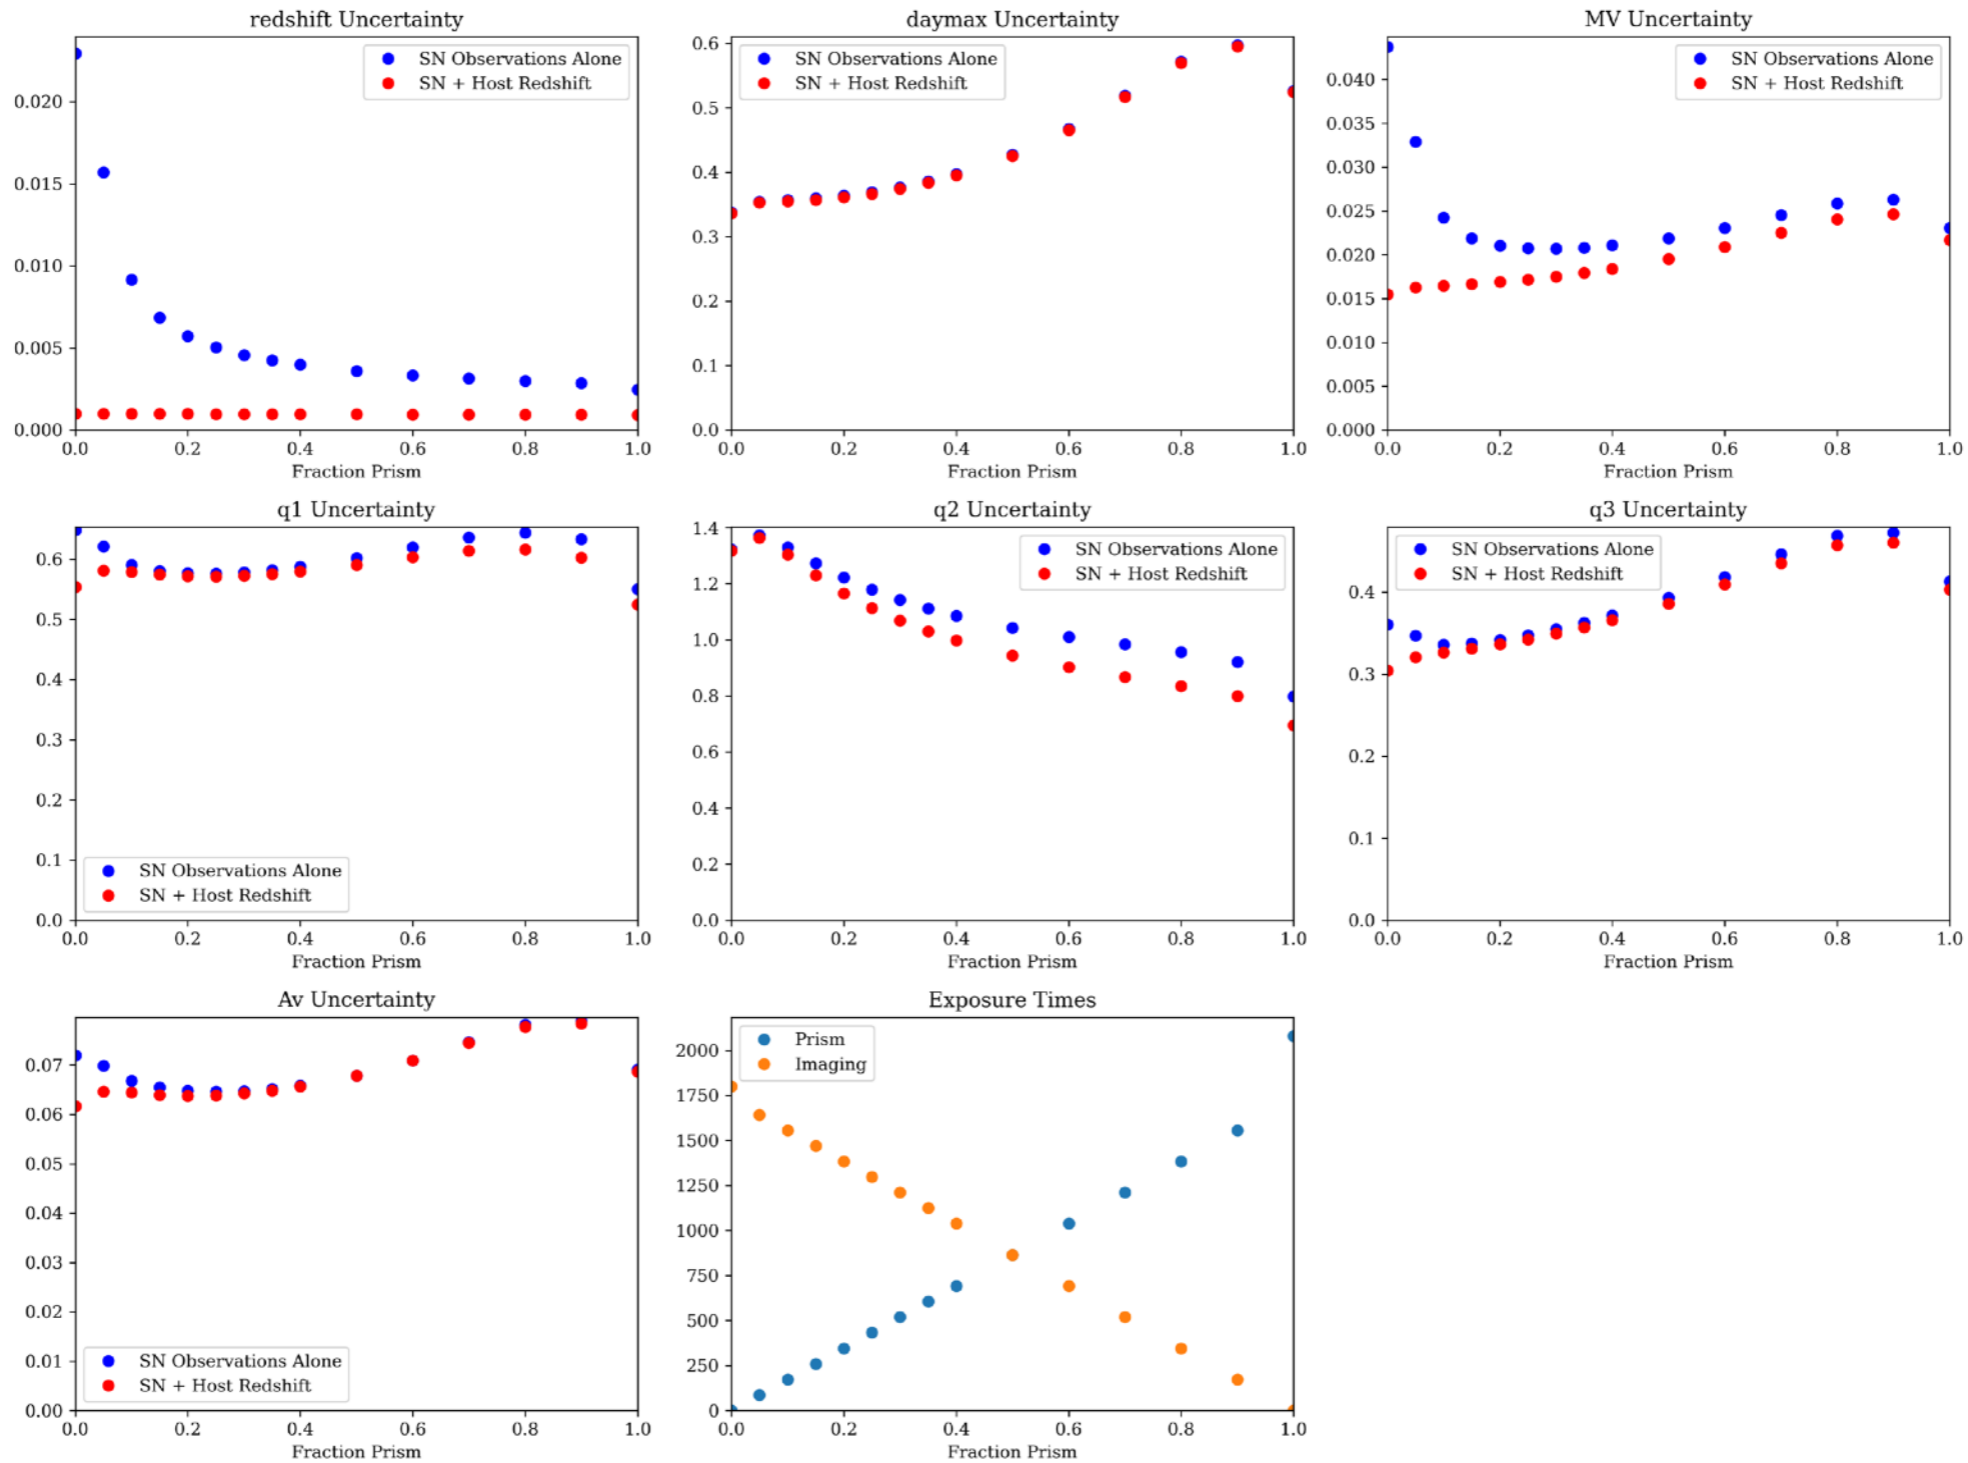 redshift Uncertainty
SN Observations Alone
SN + Host Redshift
0.020
0.015
0.010
0.005
0.000
0.0 0.2 0.4 0.6 0.8 1.0
Fraction Prism
daymax Uncertainty
SN Observations Alone
SN + Host Redshift
0.6
0.5
0.4
0.3
0.2
0.1
0.0
0.0 0.2 0.4 0.6 0.8 1.0
Fraction Prism
MV Uncertainty
SN Observations Alone
SN + Host Redshift
0.040
0.035
0.030
0.025
0.020
0.015
0.010
0.005
0.000
0.0 0.2 0.4 0.6 0.8 1.0
Fraction Prism
q1 Uncertainty
0.6
0.5
0.4
0.3
0.2
0.1
0.0
SN Observations Alone
SN + Host Redshift
0.0 0.2 0.4 0.6 0.8 1.0
Fraction Prism
q2 Uncertainty
SN Observations Alone
SN + Host Redshift
1.4
1.2
1.0
0.8
0.6
0.4
0.2
0.0
0.0 0.2 0.4 0.6 0.8 1.0
Fraction Prism
q3 Uncertainty
SN Observations Alone
SN + Host Redshift
0.4
0.3
0.2
0.1
0.0
0.0 0.2 0.4 0.6 0.8 1.0
Fraction Prism
Av Uncertainty
0.07
0.06
0.05
0.04
0.03
0.02
0.01
0.00
SN Observations Alone
SN + Host Redshift
0.0 0.2 0.4 0.6 0.8 1.0
Fraction Prism
Exposure Times
Prism
Imaging
2000
1750
1500
1250
1000
750
500
250
0
0.0 0.2 0.4 0.6 0.8 1.0
Fraction Prism